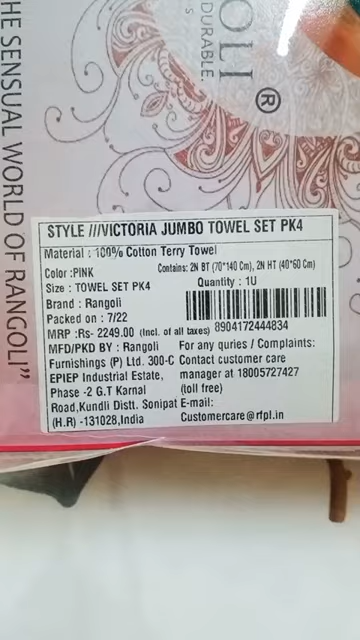 HE SENSUAL WORLD OF RANGOLI”
OLI ®
DURABLE.
STYLE ///VICTORIA JUMBO TOWEL SET PK4
Material : 100% Cotton Terry Towel
Color :PINK
Contains: 2N BT (70*140 Cm), 2N HT (40*60 Cm)
Size : TOWEL SET PK4
Quantity : 1U
Brand : Rangoli
Packed on : 7/22
MRP :Rs- 2249.00 (Incl. of all taxes)
8904172444834
MFD/PKD BY : Rangoli
Furnishings (P) Ltd. 300-C
EPIEP Industrial Estate,
Phase -2 G.T Karnal
Road,Kundli Distt. Sonipat
(H.R) -131028,India
For any quries / Complaints:
Contact customer care
manager at 18005727427
(toll free)
E-mail:
Customercare@rfpl.in